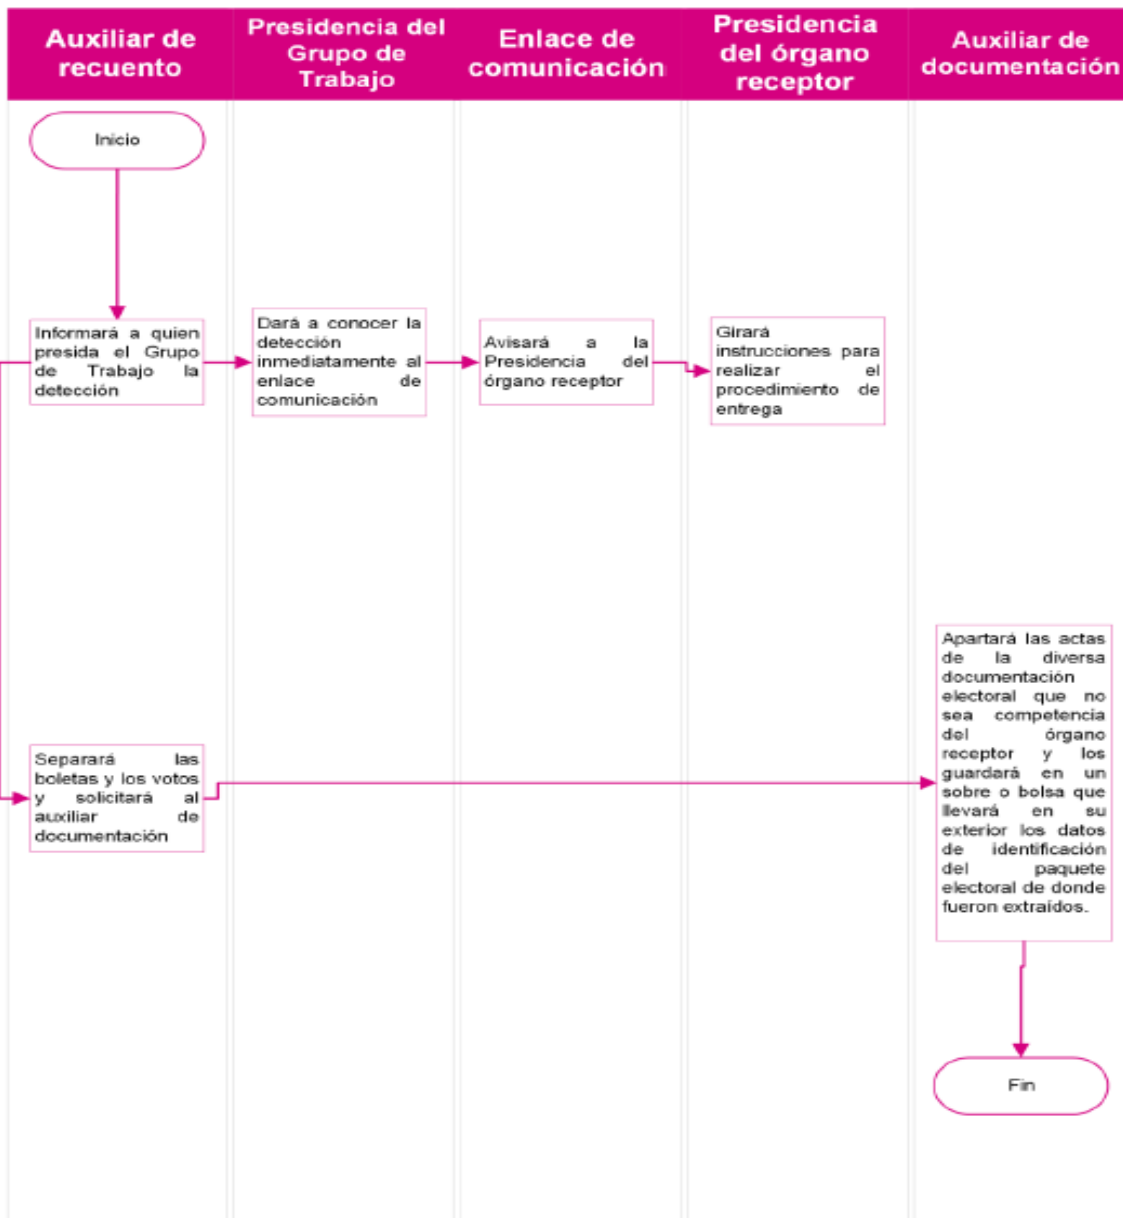 Auxiliar de
recuento
Presidencia del
Grupo de
Trabajo
Enlace de
comunicación
Presidencia
del órgano
receptor
Auxiliar de
documentación
Inicio
Informará a quien
presida el Grupo
de Trabajo la
detección
Dará a conocer la
detección
inmediatamente al
enlace de
comunicación
Avisará a la
Presidencia del
órgano receptor
Girará
instrucciones para
realizar el
procedimiento de
entrega
Separará las
boletas y los votos
y solicitará al
auxiliar de
documentación
Apartará las actas
de la diversa
documentación
electoral que no
sea competencia
del órgano
receptor y los
guardará en un
sobre o bolsa que
llevará en su
exterior los datos
de identificación
del paquete
electoral de donde
fueron extraídos.
Fin